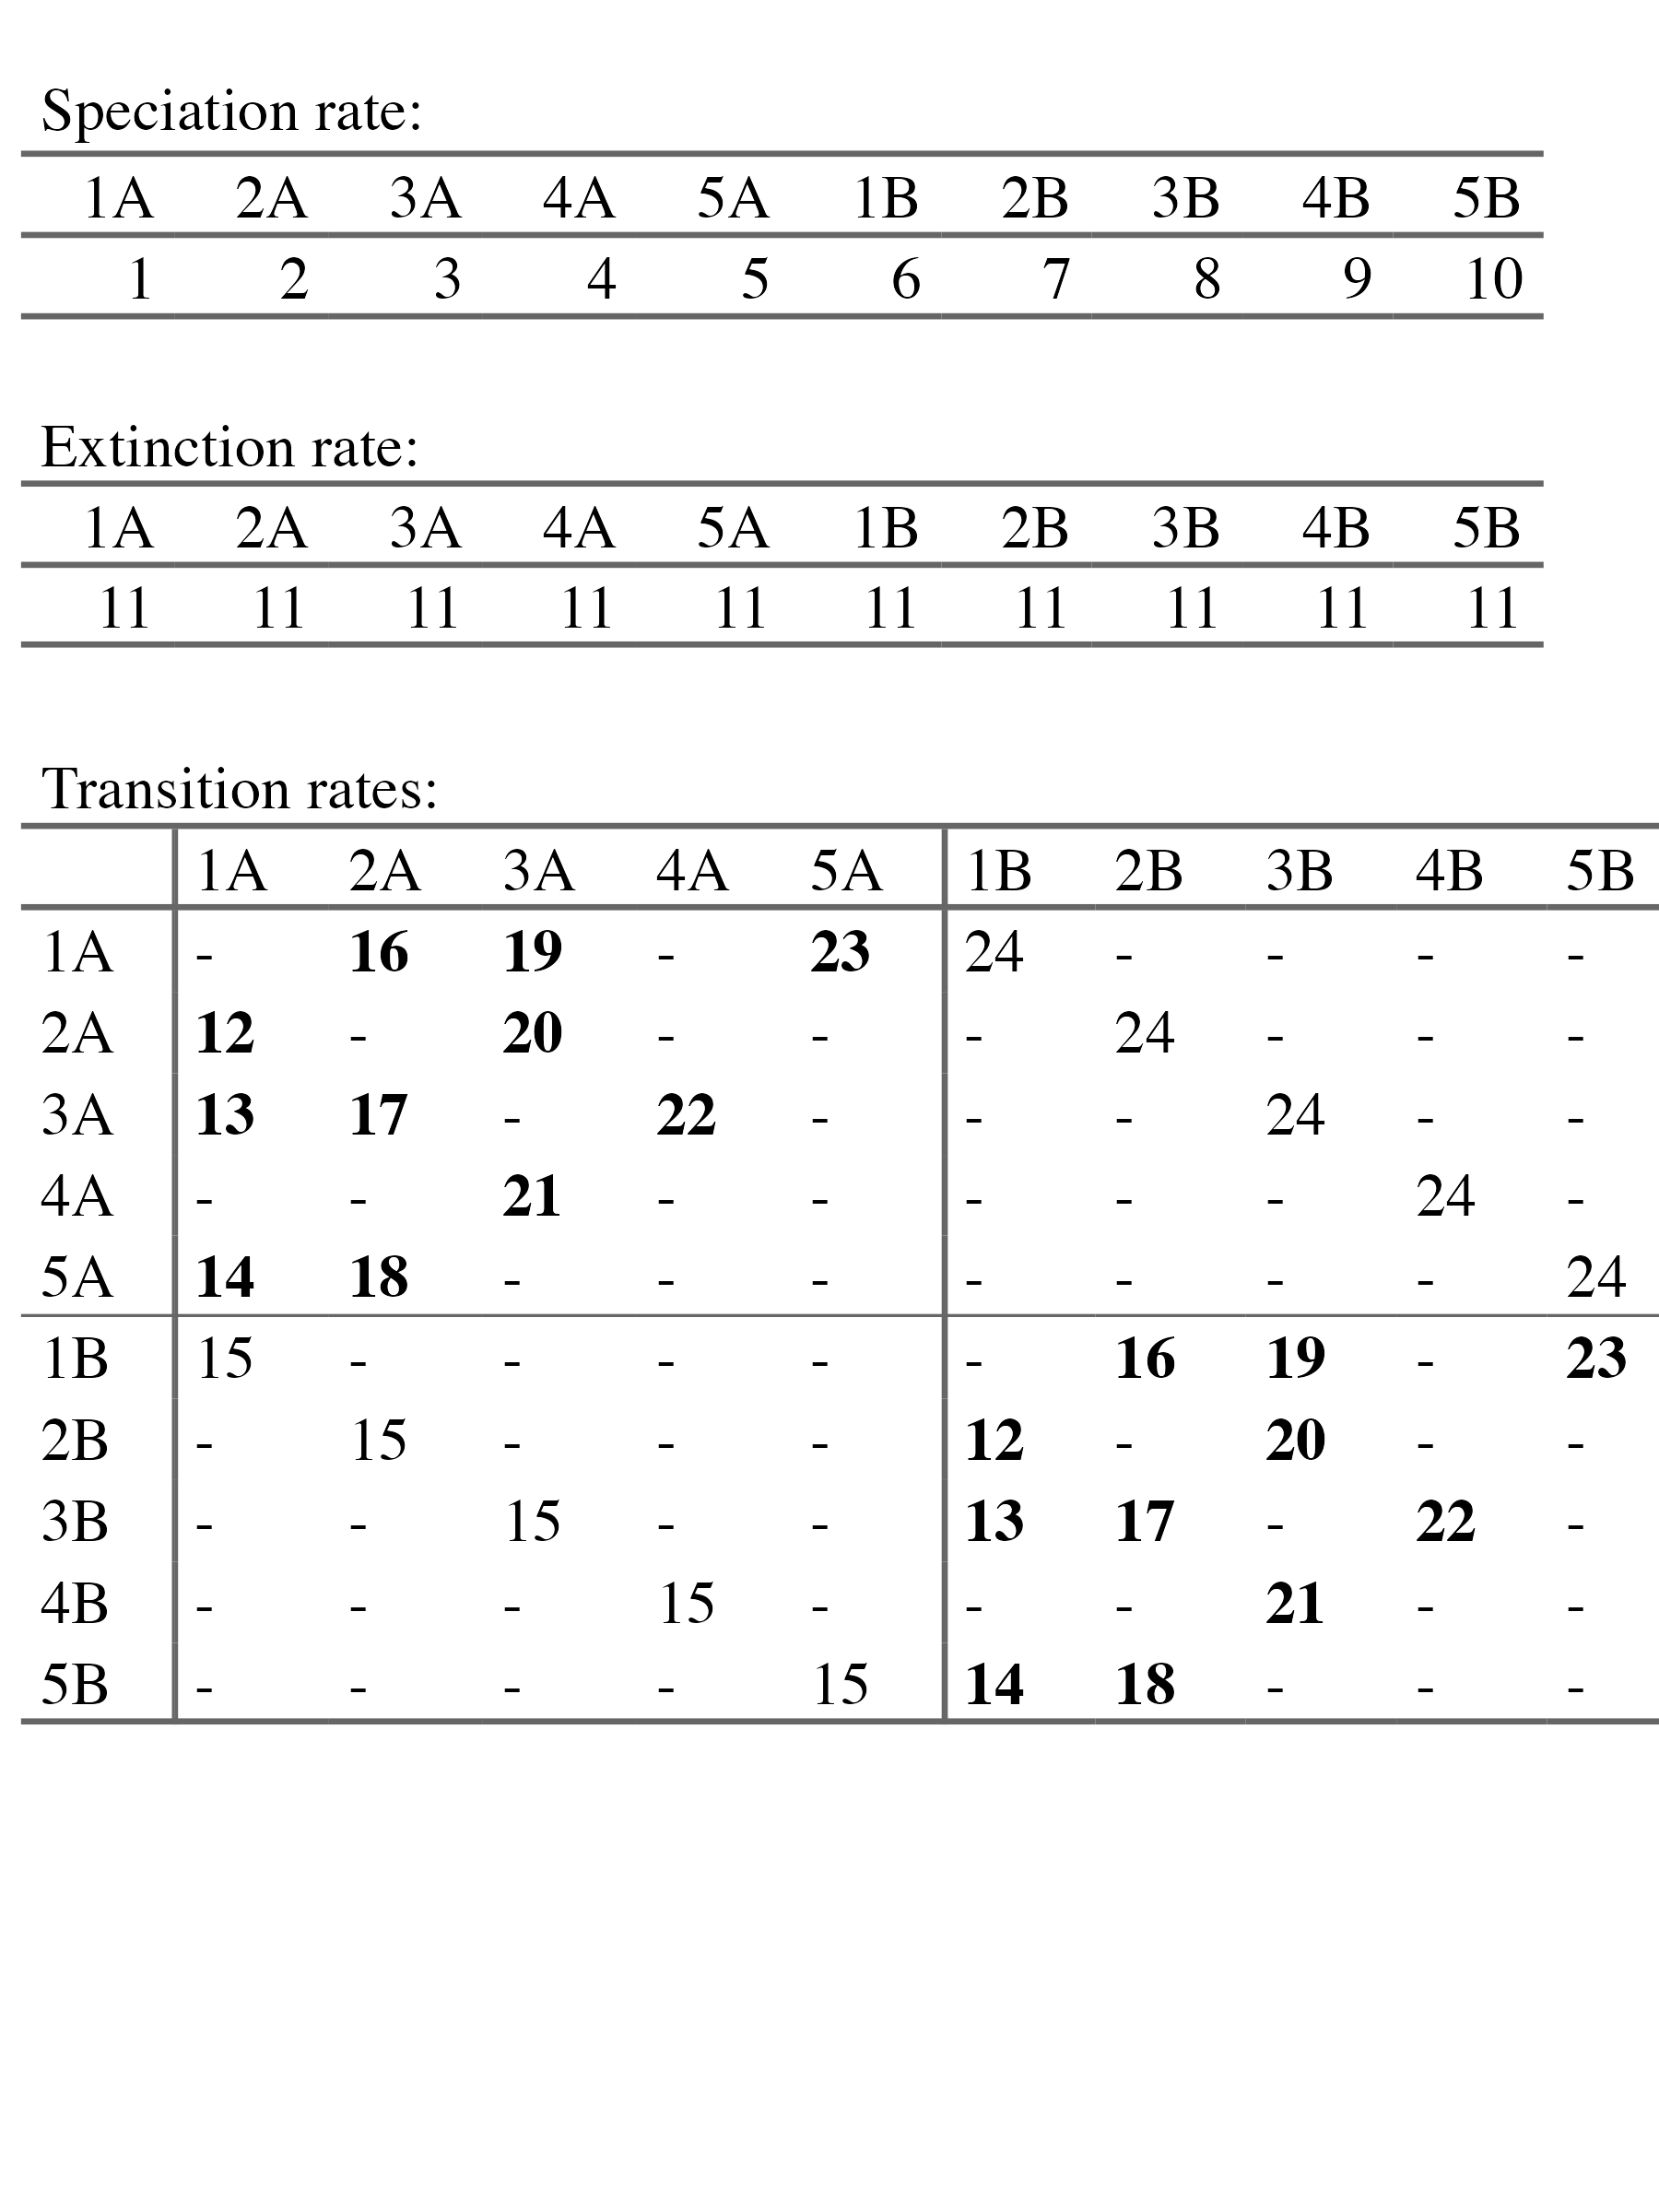 Speciation rate:
1A 2A 3A 4A 5A 1B 2B 3B 4B 5B
1 2 3 4 5 6 7 8 9 10
Extinction rate:
1A 2A 3A 4A 5A 1B 2B 3B 4B 5B
11 11 11 11 11 11 11 11 11 11
Transition rates:
1A 2A 3A 4A 5A 1B 2B 3B 4B 5B
1A - 16 19 - 23 24 - - - -
2A 12 - 20 - - - 24 - - -
3A 13 17 - 22 - - - 24 - -
4A - - 21 - - - - - 24 -
5A 14 18 - - - - - - - 24
1B 15 - - - - - 16 19 - 23
2B - 15 - - - 12 - 20 - -
3B - - 15 - - 13 17 - 22 -
4B - - - 15 - - - 21 - -
5B - - - - 15 14 18 - - -